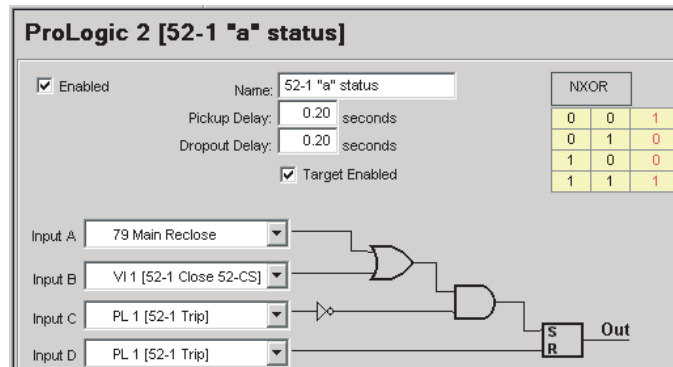 ProLogic 2 [52-1 "a" status]
Enabled
Name: 52-1 "a" status
Pickup Delay: 0.20 seconds
Dropout Delay: 0.20 seconds
Target Enabled
NXOR
0 0 1
0 1 0
1 0 0
1 1 1
Input A 79 Main Reclose
Input B VI 1 [52-1 Close 52-CS]
Input C PL 1 [52-1 Trip]
Input D PL 1 [52-1 Trip]
S
R
Out